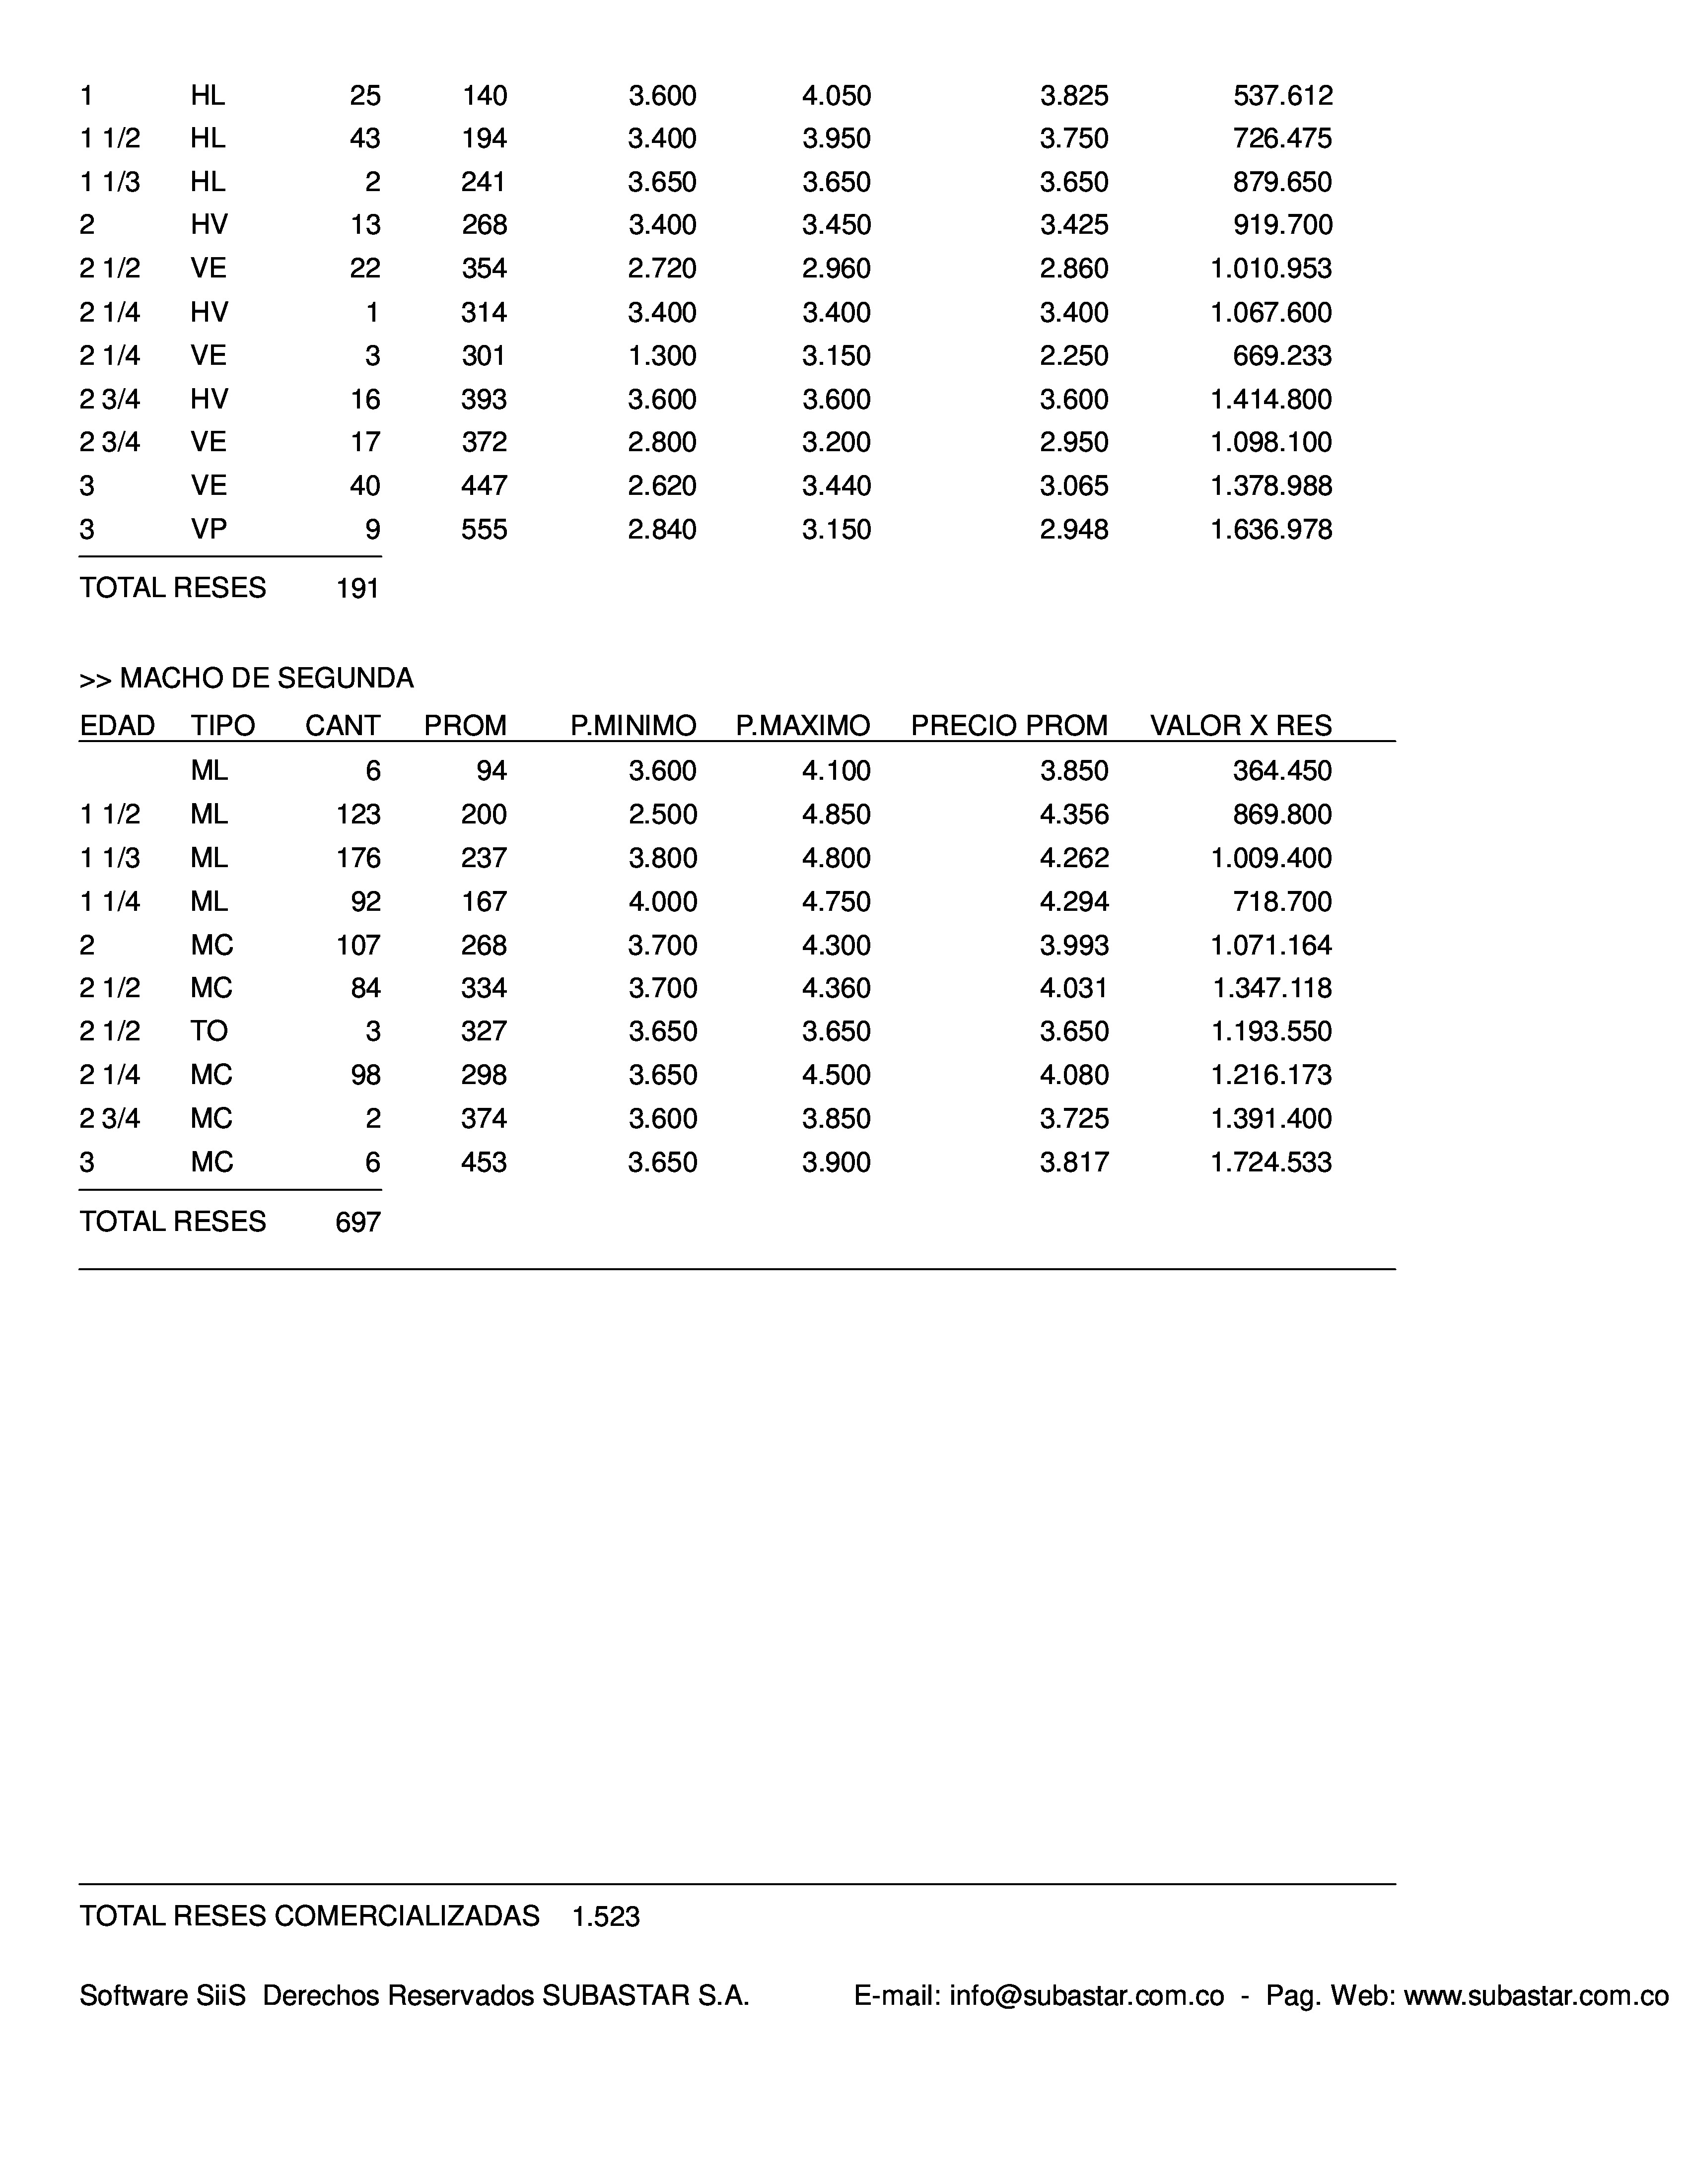 1 HL 25 140 3.600 4.050 3.825 537.612
1 1/2 HL 43 194 3.400 3.950 3.750 726.475
1 1/3 HL 2 241 3.650 3.650 3.650 879.650
2 HV 13 268 3.400 3.450 3.425 919.700
2 1/2 VE 22 354 2.720 2.960 2.860 1.010.953
2 1/4 HV 1 314 3.400 3.400 3.400 1.067.600
2 1/4 VE 3 301 1.300 3.150 2.250 669.233
2 3/4 HV 16 393 3.600 3.600 3.600 1.414.800
2 3/4 VE 17 372 2.800 3.200 2.950 1.098.100
3 VE 40 447 2.620 3.440 3.065 1.378.988
3 VP 9 555 2.840 3.150 2.948 1.636.978
TOTAL RESES 191
>> MACHO DE SEGUNDA
EDAD TIPO CANT PROM P.MINIMO P.MAXIMO PRECIO PROM VALOR X RES
ML 6 94 3.600 4.100 3.850 364.450
1 1/2 ML 123 200 2.500 4.850 4.356 869.800
1 1/3 ML 176 237 3.800 4.800 4.262 1.009.400
1 1/4 ML 92 167 4.000 4.750 4.294 718.700
2 MC 107 268 3.700 4.300 3.993 1.071.164
2 1/2 MC 84 334 3.700 4.360 4.031 1.347.118
2 1/2 TO 3 327 3.650 3.650 3.650 1.193.550
2 1/4 MC 98 298 3.650 4.500 4.080 1.216.173
2 3/4 MC 2 374 3.600 3.850 3.725 1.391.400
3 MC 6 453 3.650 3.900 3.817 1.724.533
TOTAL RESES 697
TOTAL RESES COMERCIALIZADAS 1.523
Software SiiS Derechos Reservados SUBASTAR S.A. E-mail: info@subastar.com.co - Pag. Web: www.subastar.com.co